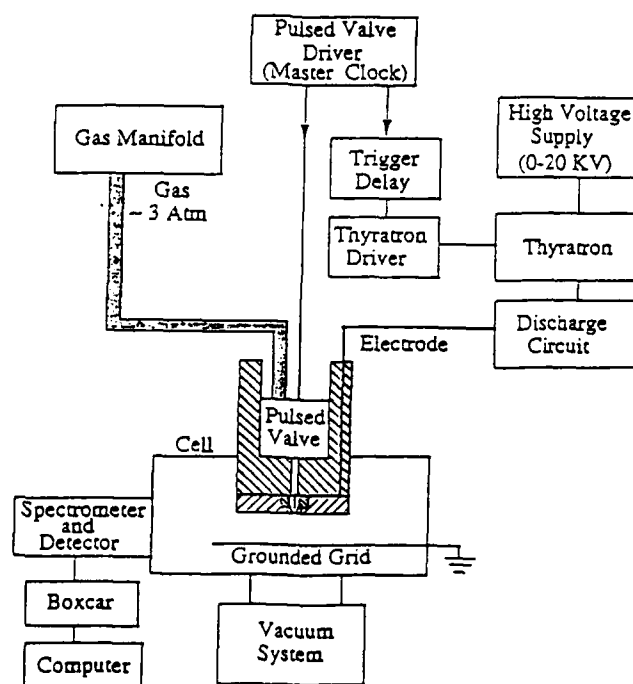 Pulsed Valve
Driver
(Master Clock)
Gas Manifold
High Voltage
Supply
(0-20 KV)
Trigger
Delay
Gas
~ 3 Atm
Thyratron
Driver
Thyratron
Electrode
Discharge
Circuit
Pulsed
Valve
Cell
Spectrometer
and
Detector
Grounded Grid
Boxcar
Vacuum
System
Computer